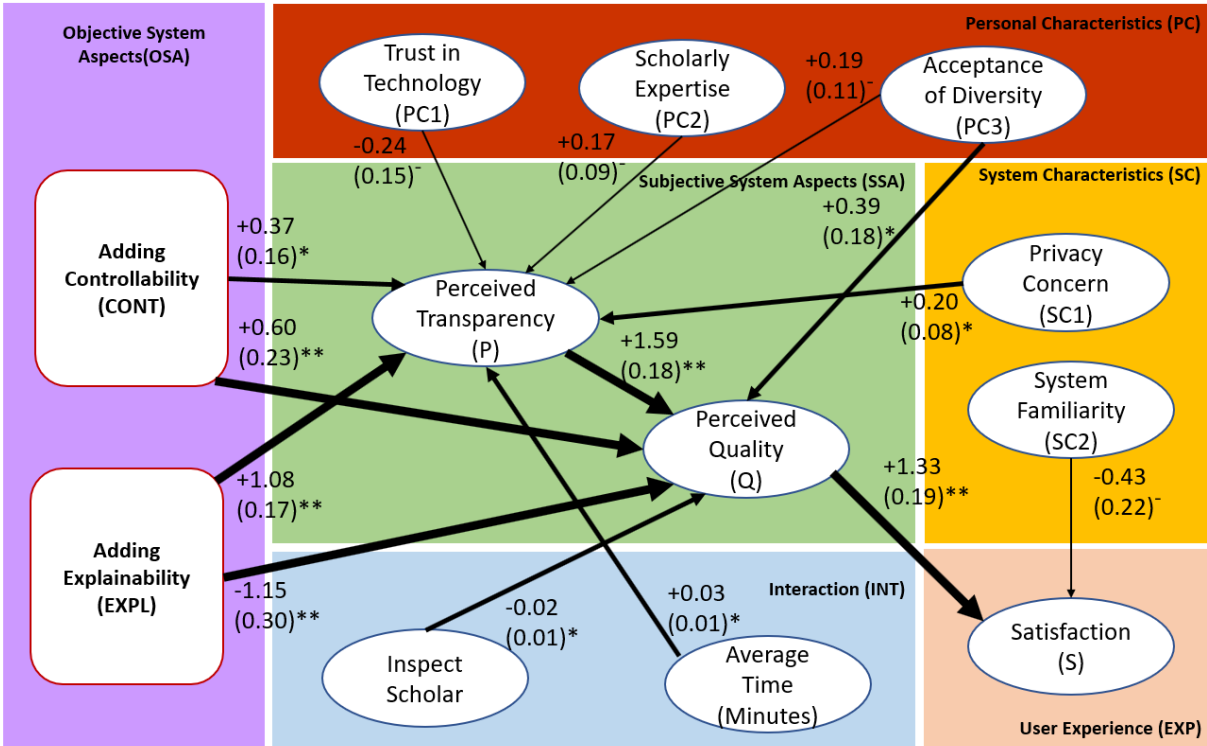 Objective System
Aspects(OSA)
Personal Characteristics (PC)
Trust in
Technology
(PC1)
Scholarly
Expertise
(PC2)
+0.19
(0.11)-
Acceptance
of Diversity
(PC3)
-0.24
(0.15)-
+0.17
(0.09)-
Subjective System Aspects (SSA)
System Characteristics (SC)
+0.39
(0.18)*
Adding
Controllability
(CONT)
+0.37
(0.16)*
Perceived
Transparency
(P)
Privacy
Concern
(SC1)
+0.20
(0.08)*
+0.60
(0.23)**
+1.59
(0.18)**
System
Familiarity
(SC2)
Perceived
Quality
(Q)
+1.08
(0.17)**
+1.33
(0.19)**
-0.43
(0.22)-
Adding
Explainability
(EXPL)
-1.15
(0.30)**
Interaction (INT)
-0.02
(0.01)*
+0.03
(0.01)*
Inspect
Scholar
Average
Time
(Minutes)
Satisfaction
(S)
User Experience (EXP)